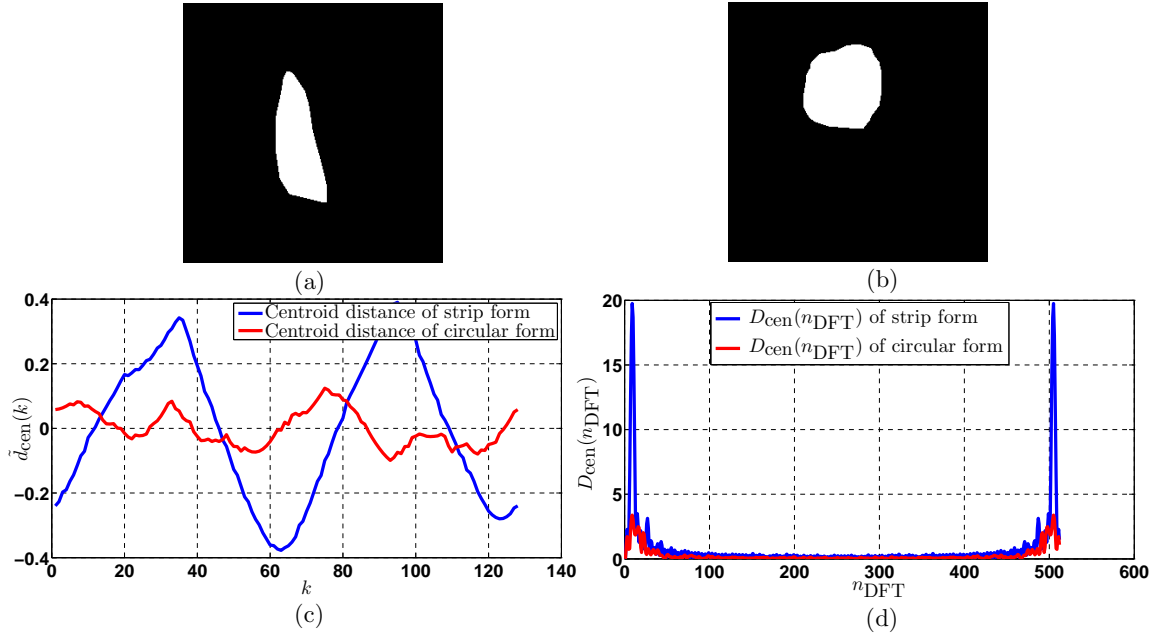 (a)
(b)
0.4
0.2
0
−0.2
−0.4
d̃cen(k)
Centroid distance of strip form
Centroid distance of circular form
0 20 40 60 80 100 120 140
k
(c)
20
15
10
5
0
Dcen(nDFT)
Dcen(nDFT) of strip form
Dcen(nDFT) of circular form
0 100 200 300 400 500 600
nDFT
(d)